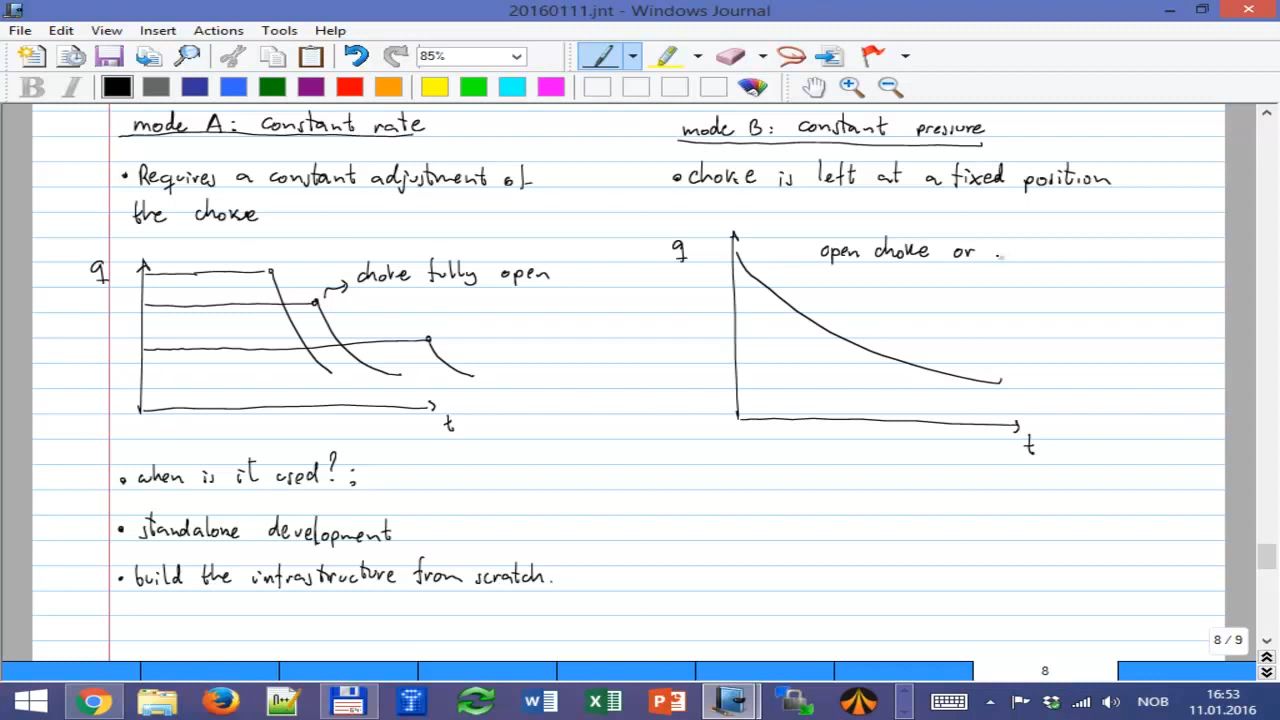 20160111.jnt - Windows Journal
File Edit View Insert Actions Tools Help
85%
B I
mode A: constant rate
• Requires a constant adjustment of
the choke
q
choke fully open
t
• when is it used? :
• standalone development
• build the infrastructure from scratch.
mode B: constant pressure
• choke is left at a fixed position
q
open choke or .
t
8 / 9
8
NOB
16:53
11.01.2016